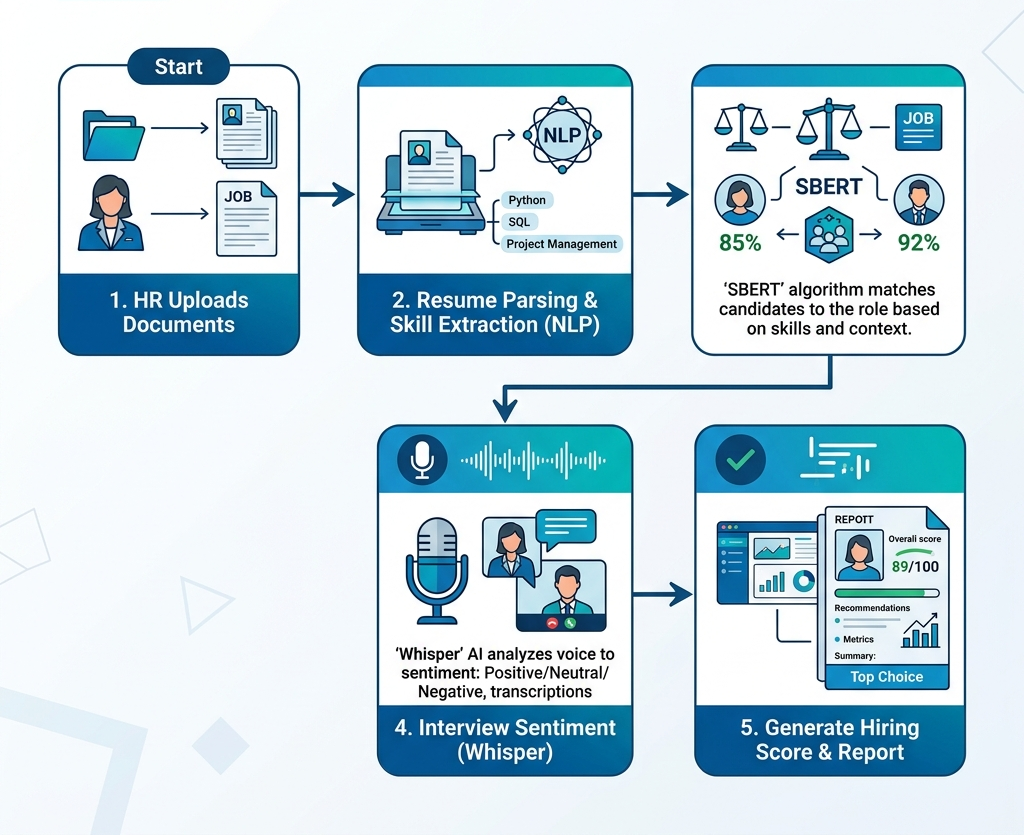 Start
JOB
1. HR Uploads
Documents
NLP
Python
SQL
Project Management
2. Resume Parsing &
Skill Extraction (NLP)
JOB
SBERT
85%
92%
‘SBERT’ algorithm matches
candidates to the role based
on skills and context.
‘Whisper’ AI analyzes voice to
sentiment: Positive/Neutral/
Negative, transcriptions
4. Interview Sentiment
(Whisper)
REPOTT
Overali score
89/100
Recommendations
Metrics
Summary:
Top Choice
5. Generate Hiring
Score & Report